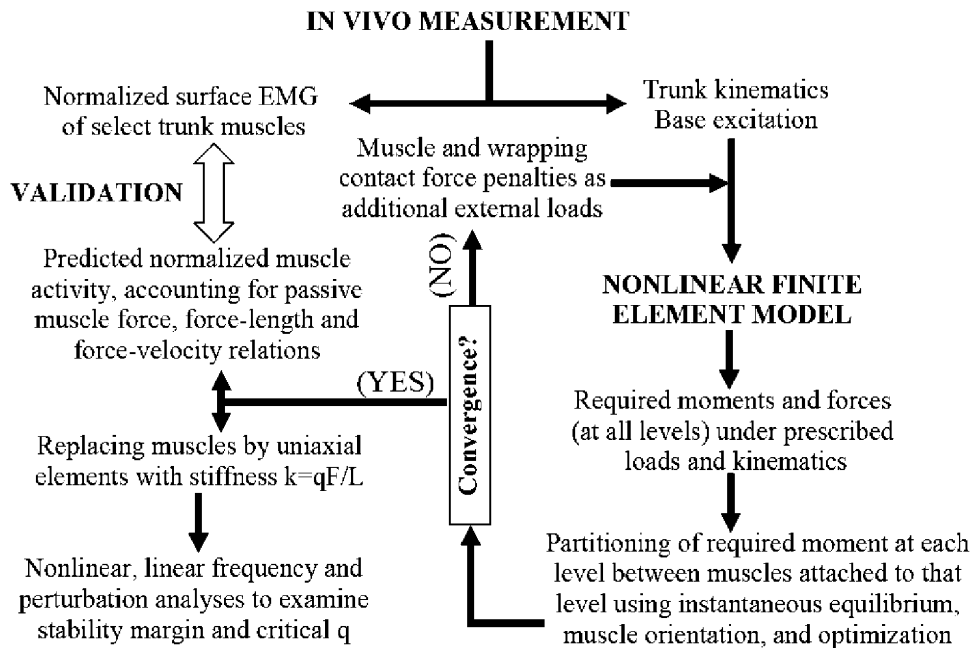 IN VIVO MEASUREMENT
Normalized surface EMG
of select trunk muscles
Trunk kinematics
Base excitation
Muscle and wrapping
contact force penalties as
additional external loads
VALIDATION
Predicted normalized muscle
activity, accounting for passive
muscle force, force-length and
force-velocity relations
(NO)
NONLINEAR FINITE
ELEMENT MODEL
(YES)
Convergence?
Required moments and forces
(at all levels) under prescribed
loads and kinematics
Replacing muscles by uniaxial
elements with stiffness k=qF/L
Nonlinear, linear frequency and
perturbation analyses to examine
stability margin and critical q
Partitioning of required moment at each
level between muscles attached to that
level using instantaneous equilibrium,
muscle orientation, and optimization